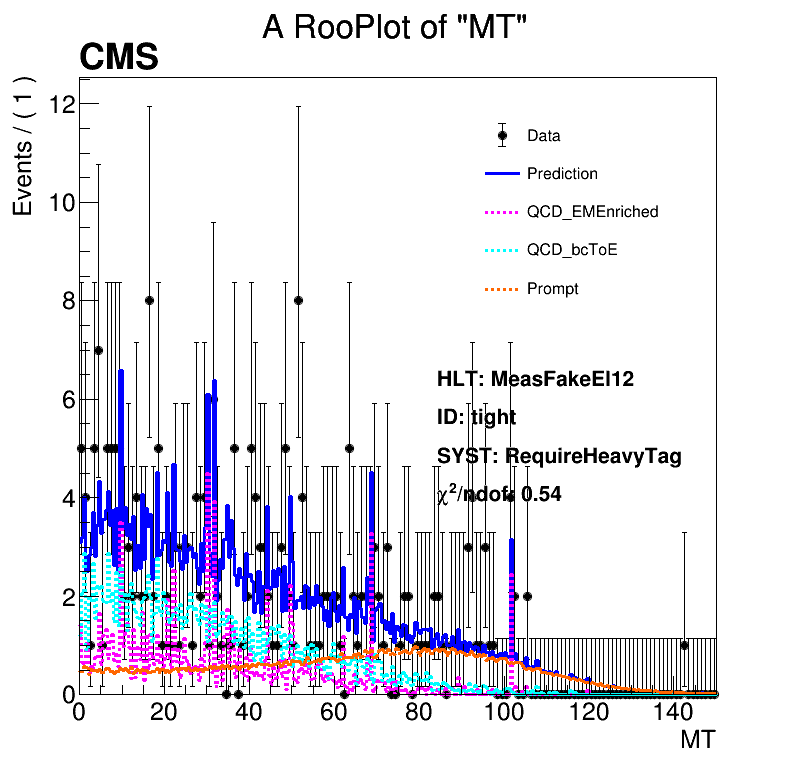 A RooPlot of "MT"
CMS
Events / ( 1 )
12
10
8
6
4
2
0
Data
Prediction
QCD_EMEnriched
QCD_bcToE
Prompt
HLT: MeasFakeEl12
ID: tight
SYST: RequireHeavyTag
χ²/ndof: 0.54
0 20 40 60 80 100 120 140
MT